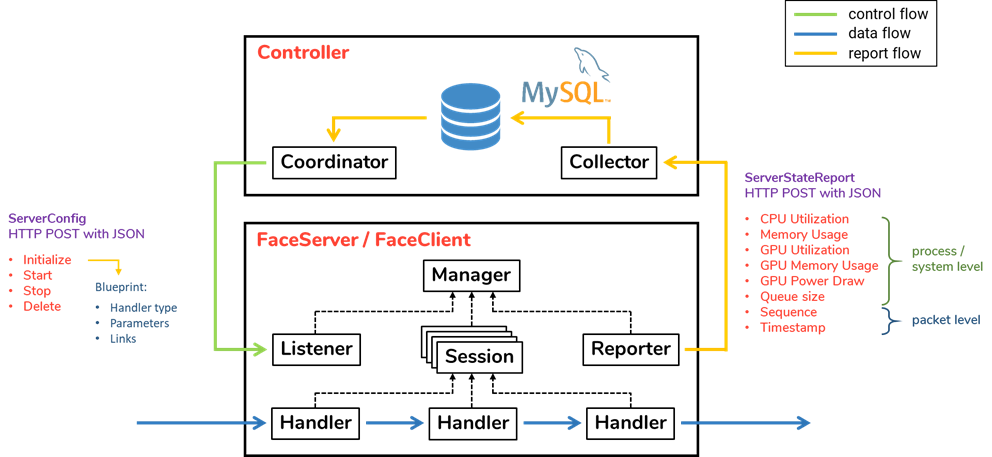 control flow
data flow
report flow
Controller
MySQL™
Coordinator
Collector
ServerConfig
HTTP POST with JSON
• Initialize
• Start
• Stop
• Delete
Blueprint:
• Handler type
• Parameters
• Links
FaceServer / FaceClient
Manager
Listener
Session
Reporter
Handler
Handler
Handler
ServerStateReport
HTTP POST with JSON
• CPU Utilization
• Memory Usage
• GPU Utilization
• GPU Memory Usage
• GPU Power Draw
• Queue size
• Sequence
• Timestamp
process /
system level
packet level